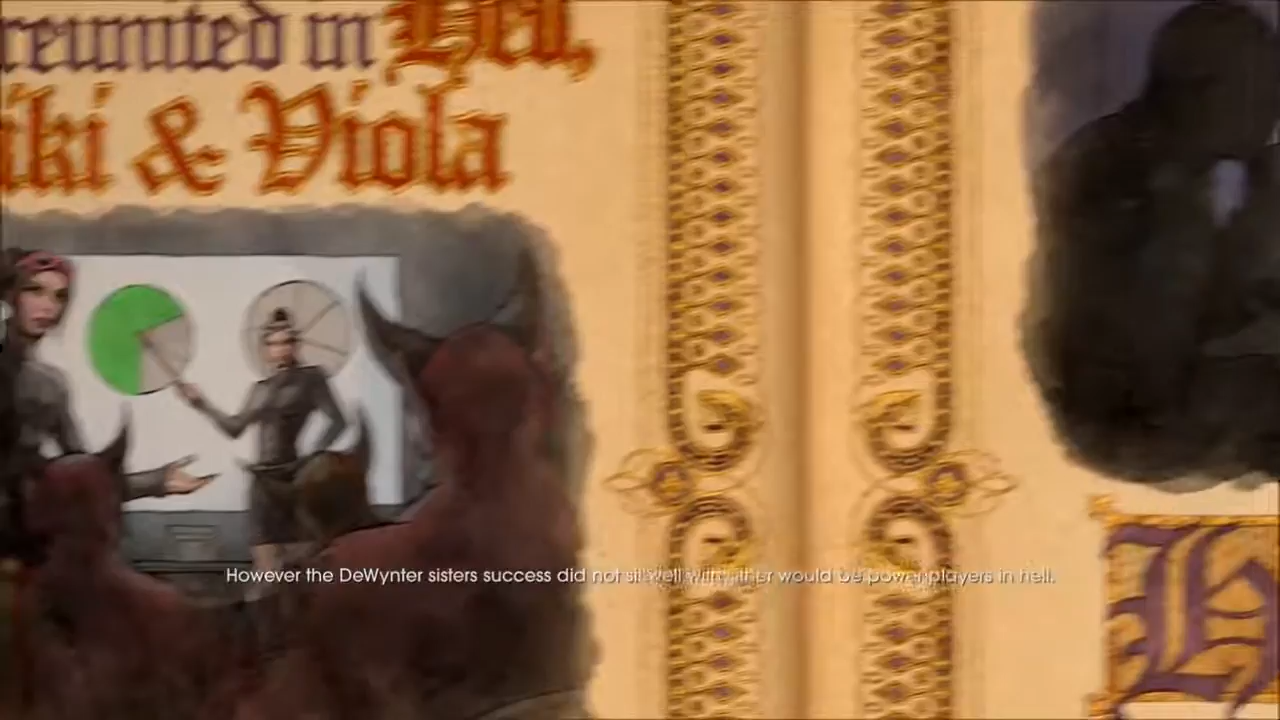 reunited in Hell,
iki & Viola
However the DeWynter sisters success did not sit well with other would be power players in hell.
H